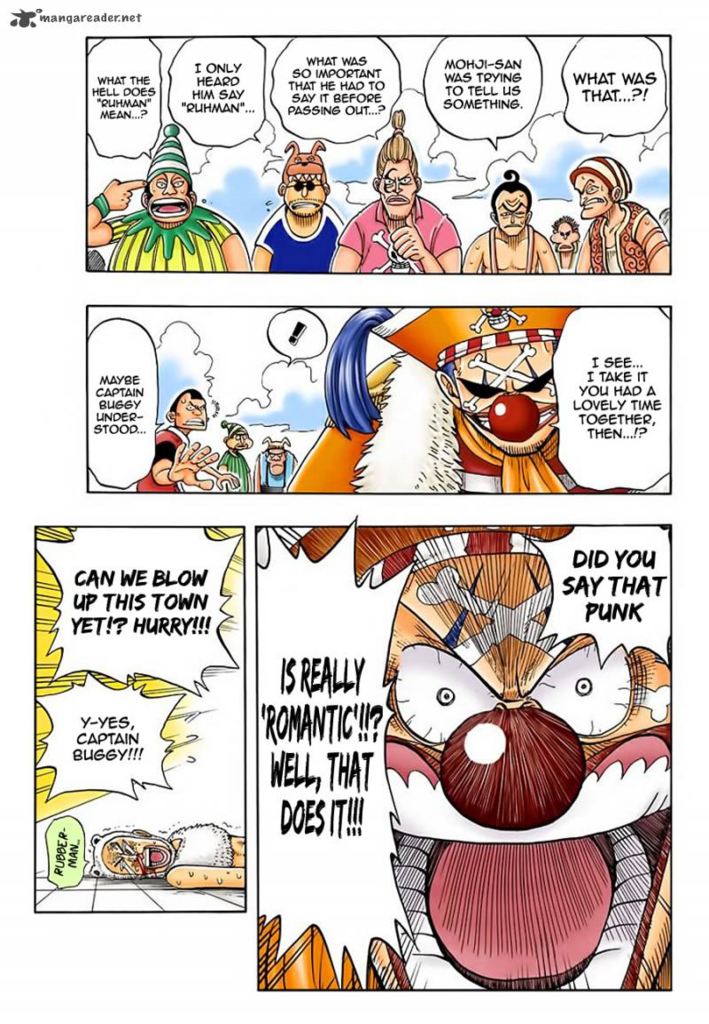 mangareader.net
WHAT WAS
THAT...?!
MOHJI-SAN
WAS TRYING
TO TELL US
SOMETHING.
WHAT WAS
SO IMPORTANT
THAT HE HAD TO
SAY IT BEFORE
PASSING OUT...?
I ONLY
HEARD
HIM SAY
"RUHMAN"...
WHAT THE
HELL DOES
"RUHMAN"
MEAN...?
I SEE...
I TAKE IT
YOU HAD A
LOVELY TIME
TOGETHER,
THEN...!?
!
MAYBE
CAPTAIN
BUGGY
UNDER-
STOOD...
DID YOU
SAY THAT
PUNK
IS REALLY
'ROMANTIC'!!?
WELL, THAT
DOES IT!!!
CAN WE BLOW
UP THIS TOWN
YET!? HURRY!!!
Y-YES,
CAPTAIN
BUGGY!!!
RUBBER-
MAN..